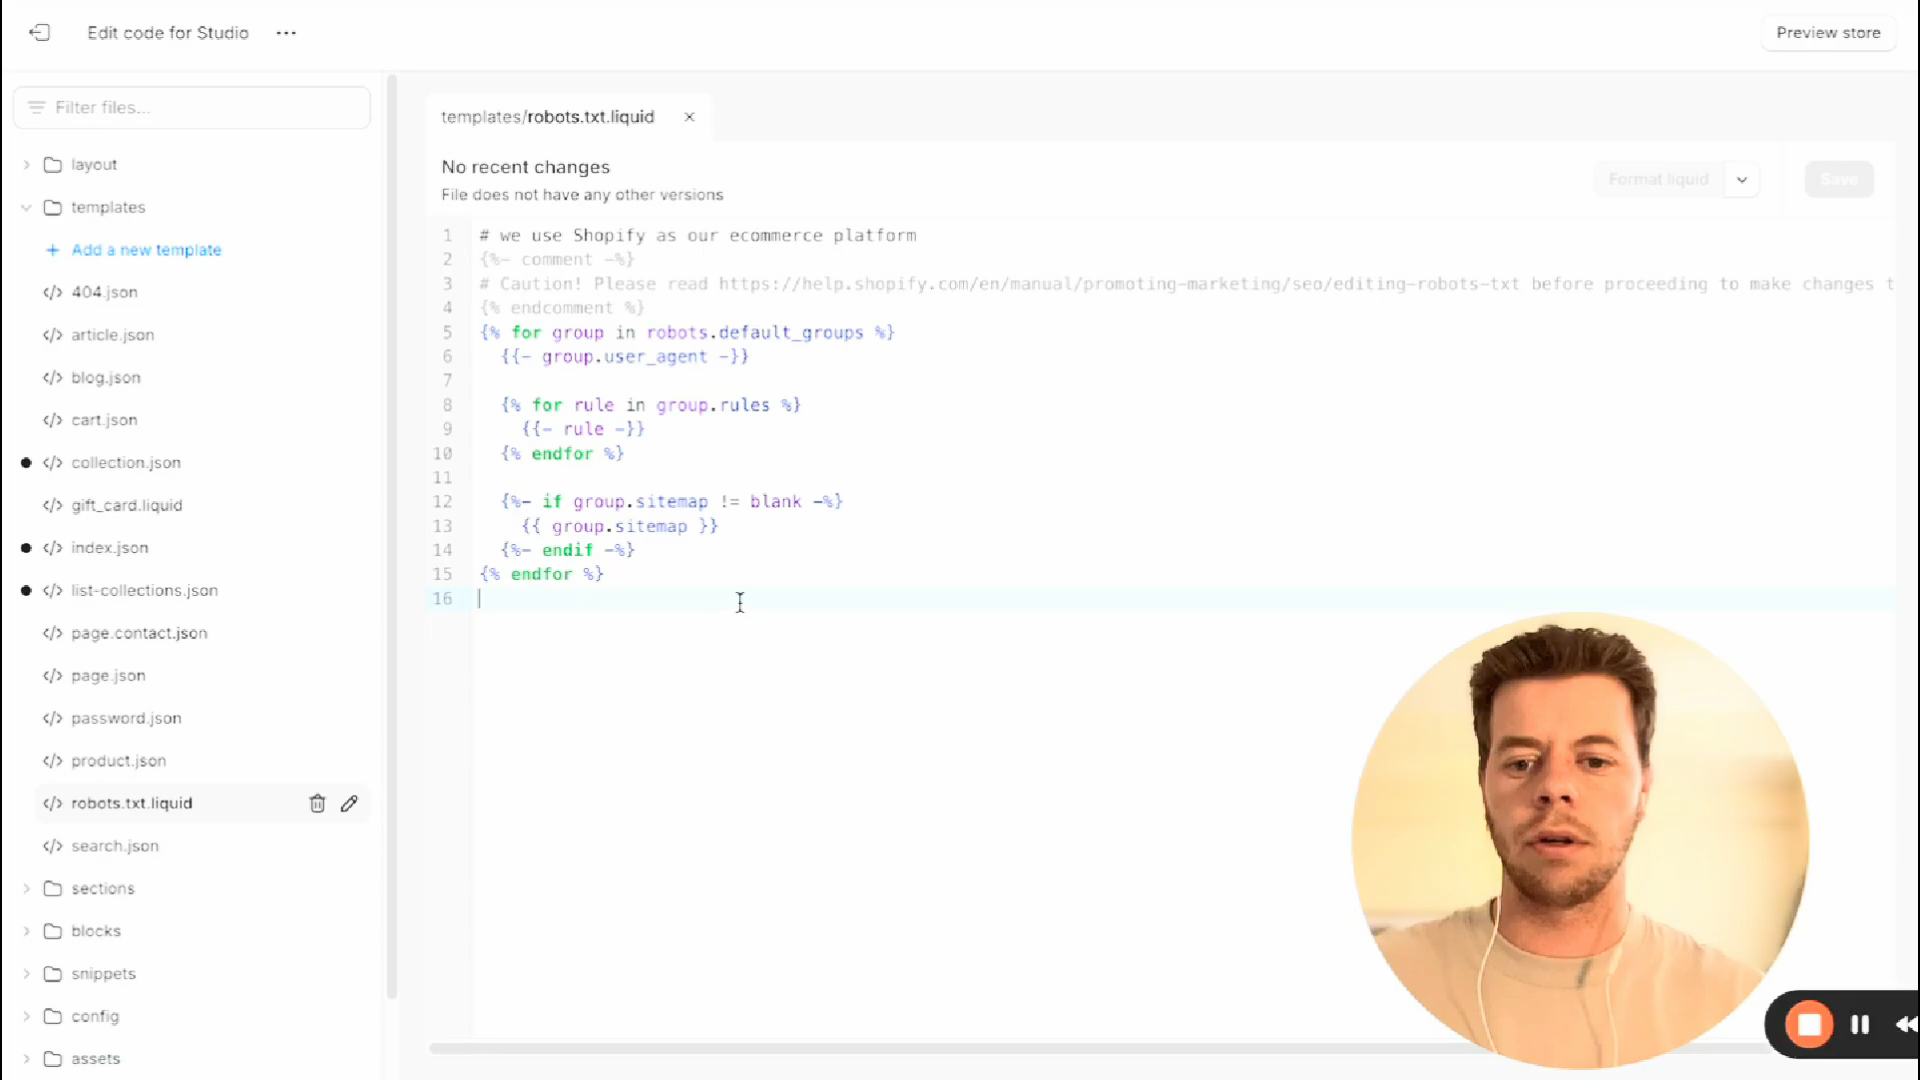 Edit code for Studio
Preview store
Filter files...
layout
templates
Add a new template
404.json
article.json
blog.json
cart.json
collection.json
gift_card.liquid
index.json
list-collections.json
page.contact.json
page.json
password.json
product.json
robots.txt.liquid
search.json
sections
blocks
snippets
config
assets
templates/robots.txt.liquid
No recent changes
File does not have any other versions
Format liquid
Save
1 # we use Shopify as our ecommerce platform
2 {%- comment -%}
3 # Caution! Please read https://help.shopify.com/en/manual/promoting-marketing/seo/editing-robots-txt before proceeding to make changes t
4 {% endcomment %}
5 {% for group in robots.default_groups %}
6 {{- group.user_agent -}}
7
8 {% for rule in group.rules %}
9 {{- rule -}}
10 {% endfor %}
11
12 {%- if group.sitemap != blank -%}
13 {{ group.sitemap }}
14 {%- endif -%}
15 {% endfor %}
16